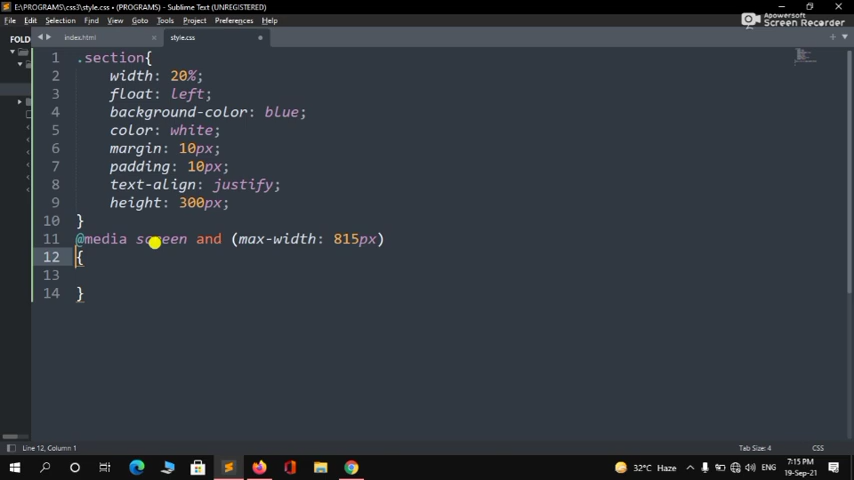 E:\PROGRAMS\css3\style.css • (PROGRAMS) - Sublime Text (UNREGISTERED)
File Edit Selection Find View Goto Tools Project Preferences Help
Apowersoft
Screen Recorder
FOLD
index.html
style.css
1 .section{
2 width: 20%;
3 float: left;
4 background-color: blue;
5 color: white;
6 margin: 10px;
7 padding: 10px;
8 text-align: justify;
9 height: 300px;
10 }
11 @media screen and (max-width: 815px)
12 {
13
14 }
Line 12, Column 1
Tab Size: 4
CSS
32°C Haze
ENG
7:15 PM
19-Sep-21